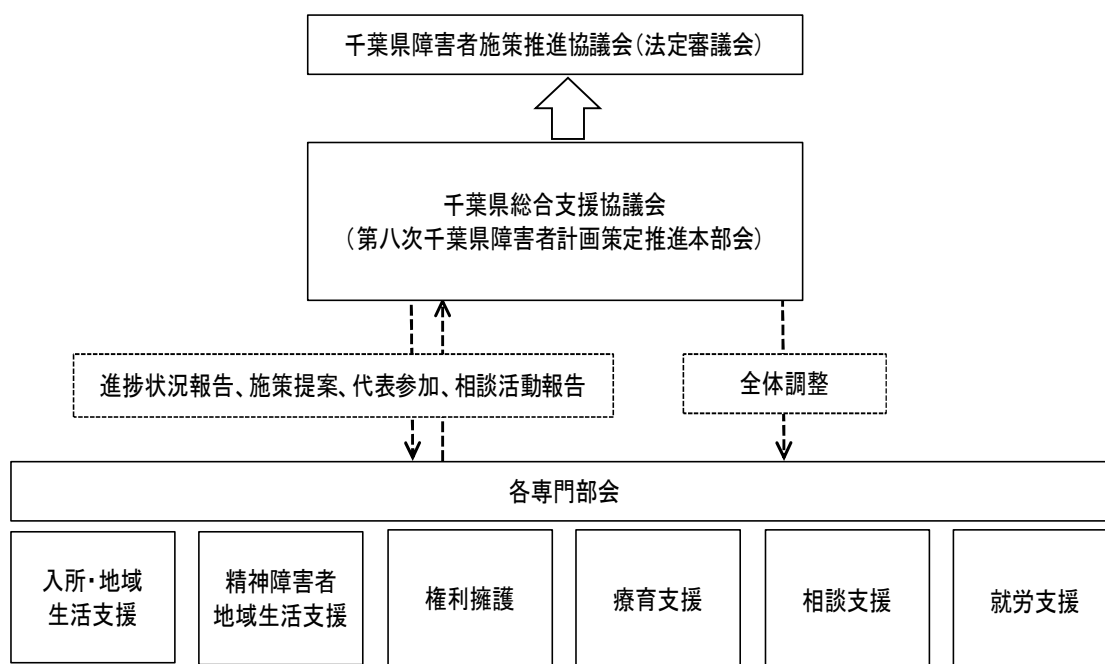 千葉県障害者施策推進協議会(法定審議会)
千葉県総合支援協議会
(第八次千葉県障害者計画策定推進本部会)
進捗状況報告、施策提案、代表参加、相談活動報告
全体調整
各専門部会
入所・地域
生活支援
精神障害者
地域生活支援
権利擁護
療育支援
相談支援
就労支援